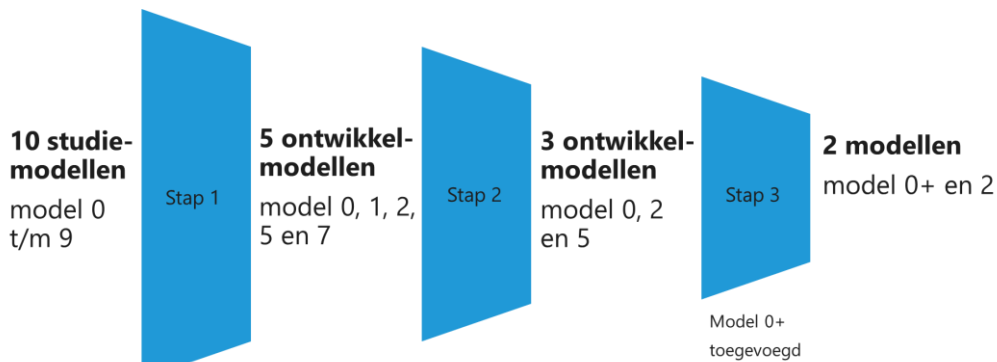 10 studie-
modellen
model 0
t/m 9
Stap 1
5 ontwikkel-
modellen
model 0, 1, 2,
5 en 7
Stap 2
3 ontwikkel-
modellen
model 0, 2
en 5
Stap 3
Model 0+
toegevoegd
2 modellen
model 0+ en 2